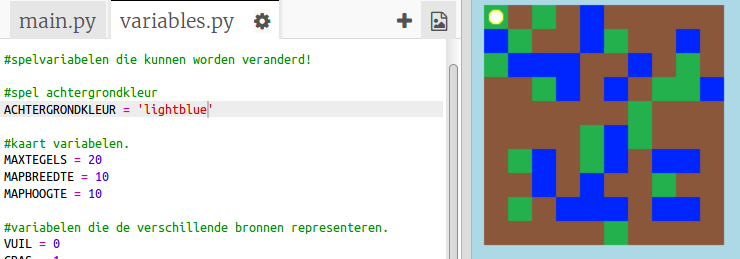 main.py variables.py
#spelvariabelen die kunnen worden veranderd!
#spel achtergrondkleur
ACHTERGRONDKLEUR = 'lightblue'
#kaart variabelen.
MAXTEGELS = 20
MAPBREEDTE = 10
MAPHOOGTE = 10
#variabelen die de verschillende bronnen representeren.
VUIL = 0